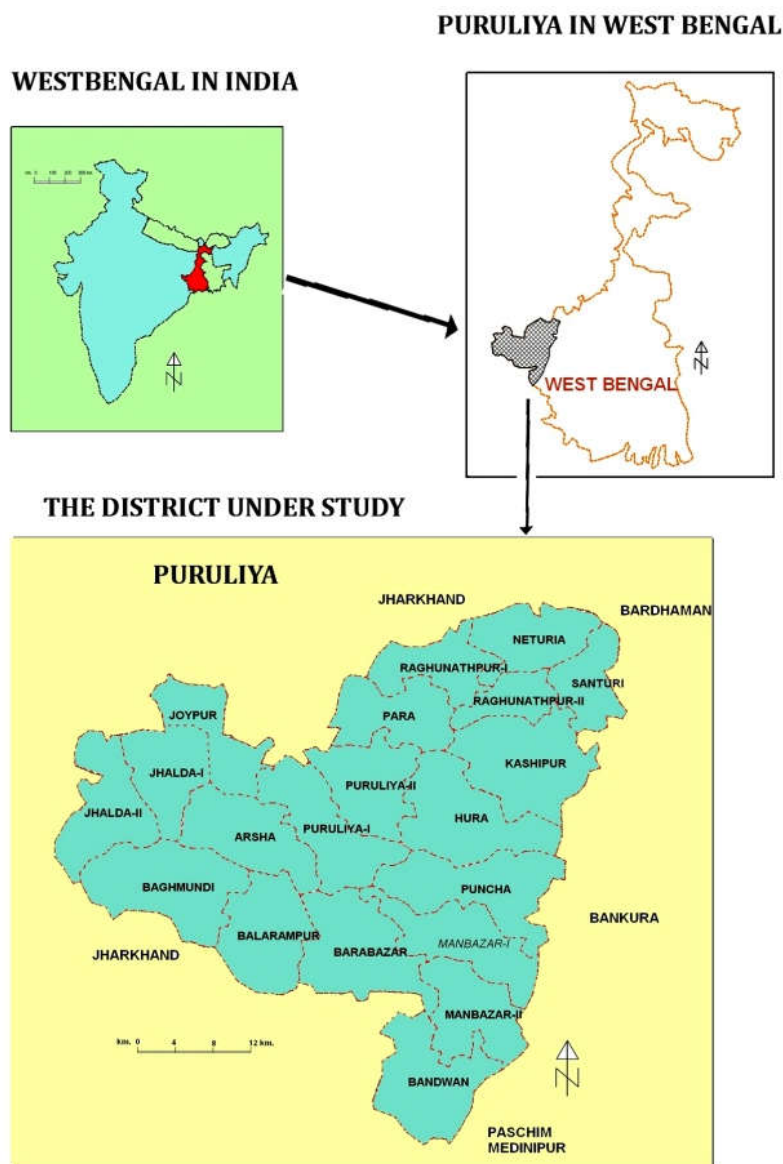 PURULIYA IN WEST BENGAL
WESTBENGAL IN INDIA
WEST BENGAL
THE DISTRICT UNDER STUDY
PURULIYA
JHARKHAND
BARDHAMAN
NETURIA
RAGHUNATHPUR-I
SANTURI
RAGHUNATHPUR-II
JOYPUR
PARA
KASHIPUR
JHALDA-I
PURULIYA-II
JHALDA-II
HURA
PURULIYA-I
ARSHA
BAGHMUNDI
PUNCHA
BANKURA
BALARAMPUR
MANBAZAR-I
JHARKHAND
BARABAZAR
MANBAZAR-II
km. 0 4 8 12 km.
N
BANDWAN
PASCHIM
MEDINIPUR